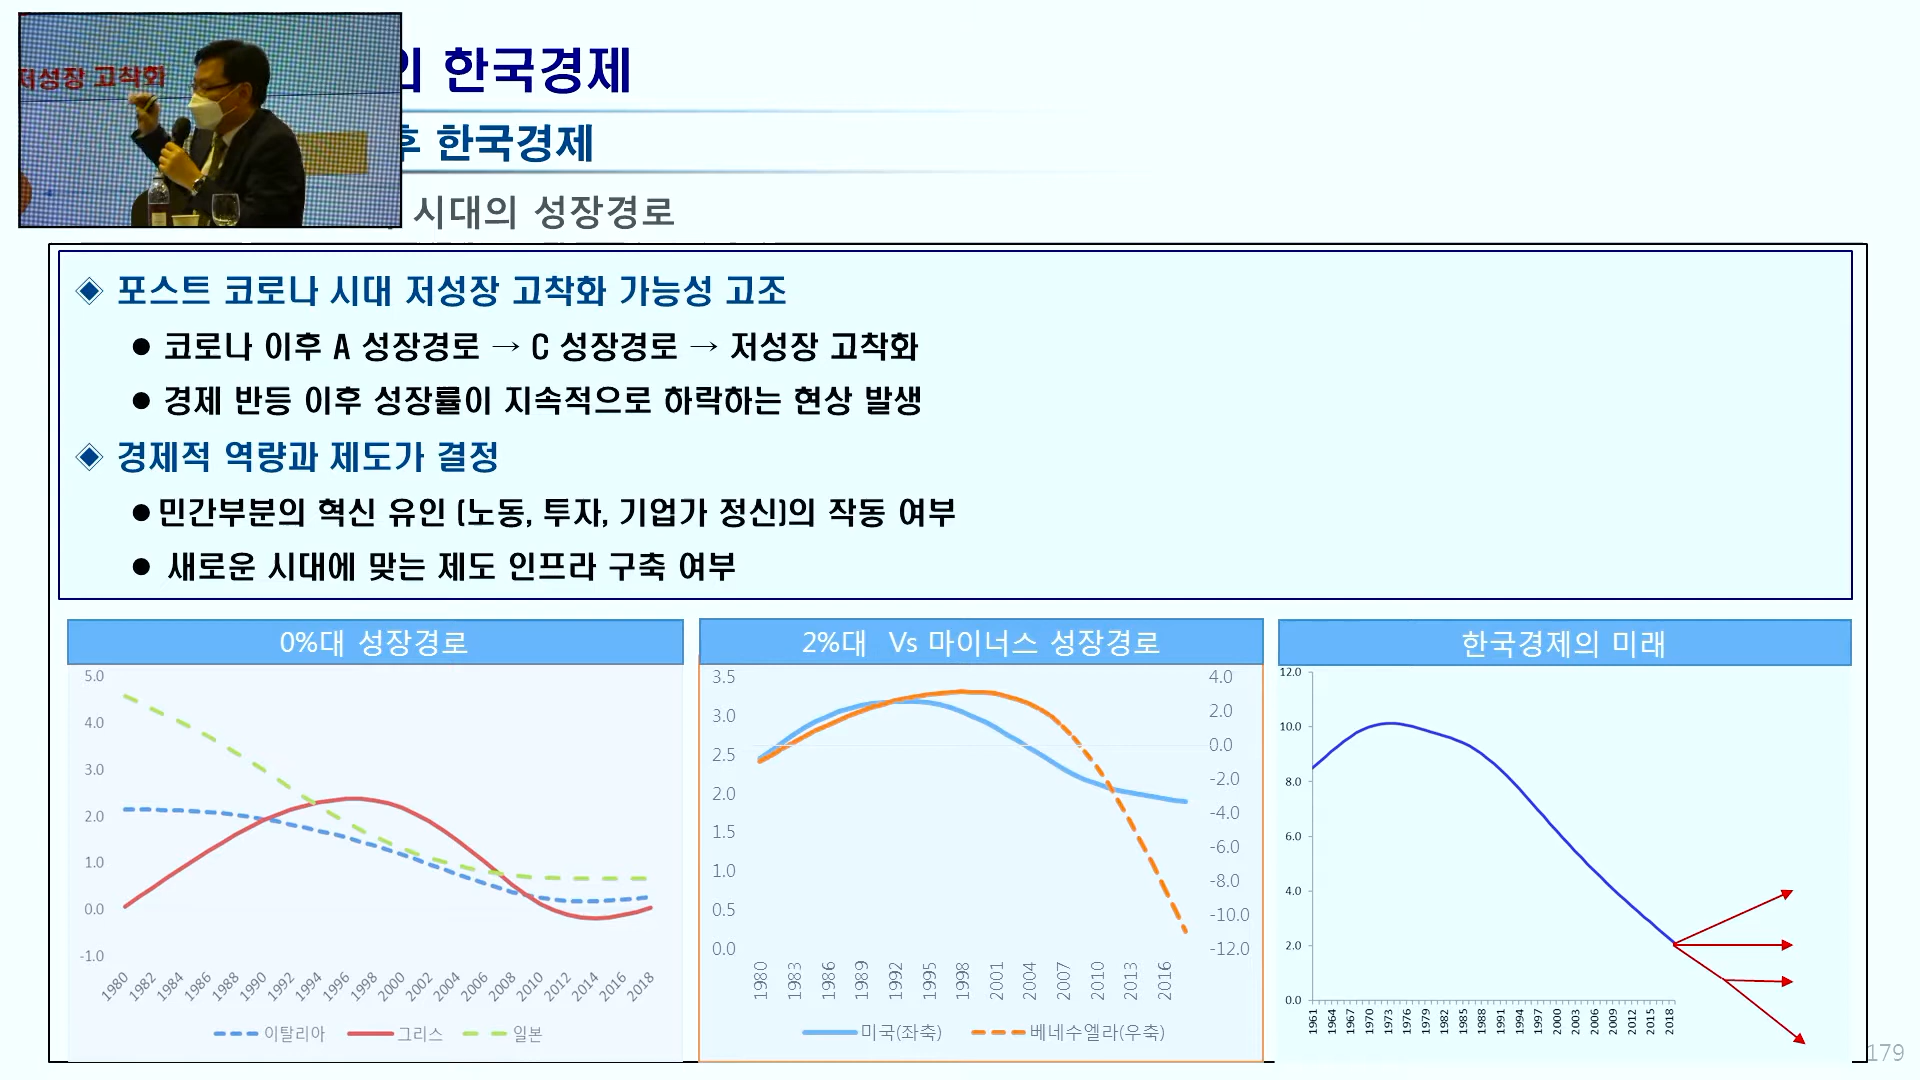 저성장 고착화
의 한국경제
후 한국경제
시대의 성장경로
◈ 포스트 코로나 시대 저성장 고착화 가능성 고조
● 코로나 이후 A 성장경로 → C 성장경로 → 저성장 고착화
● 경제 반등 이후 성장률이 지속적으로 하락하는 현상 발생
◈ 경제적 역량과 제도가 결정
● 민간부분의 혁신 유인 (노동, 투자, 기업가 정신)의 작동 여부
● 새로운 시대에 맞는 제도 인프라 구축 여부
0%대 성장경로
5.0
4.0
3.0
2.0
1.0
0.0
-1.0
1980 1982 1984 1986 1988 1990 1992 1994 1996 1998 2000 2002 2004 2006 2008 2010 2012 2014 2016 2018
이탈리아 그리스 일본
2%대 Vs 마이너스 성장경로
3.5
3.0
2.5
2.0
1.5
1.0
0.5
0.0
4.0
2.0
0.0
-2.0
-4.0
-6.0
-8.0
-10.0
-12.0
1980 1983 1986 1989 1992 1995 1998 2001 2004 2007 2010 2013 2016
미국(좌축) 베네수엘라(우축)
한국경제의 미래
12.0
10.0
8.0
6.0
4.0
2.0
0.0
1961 1964 1967 1970 1973 1976 1979 1982 1985 1988 1991 1994 1997 2000 2003 2006 2009 2012 2015 2018
179